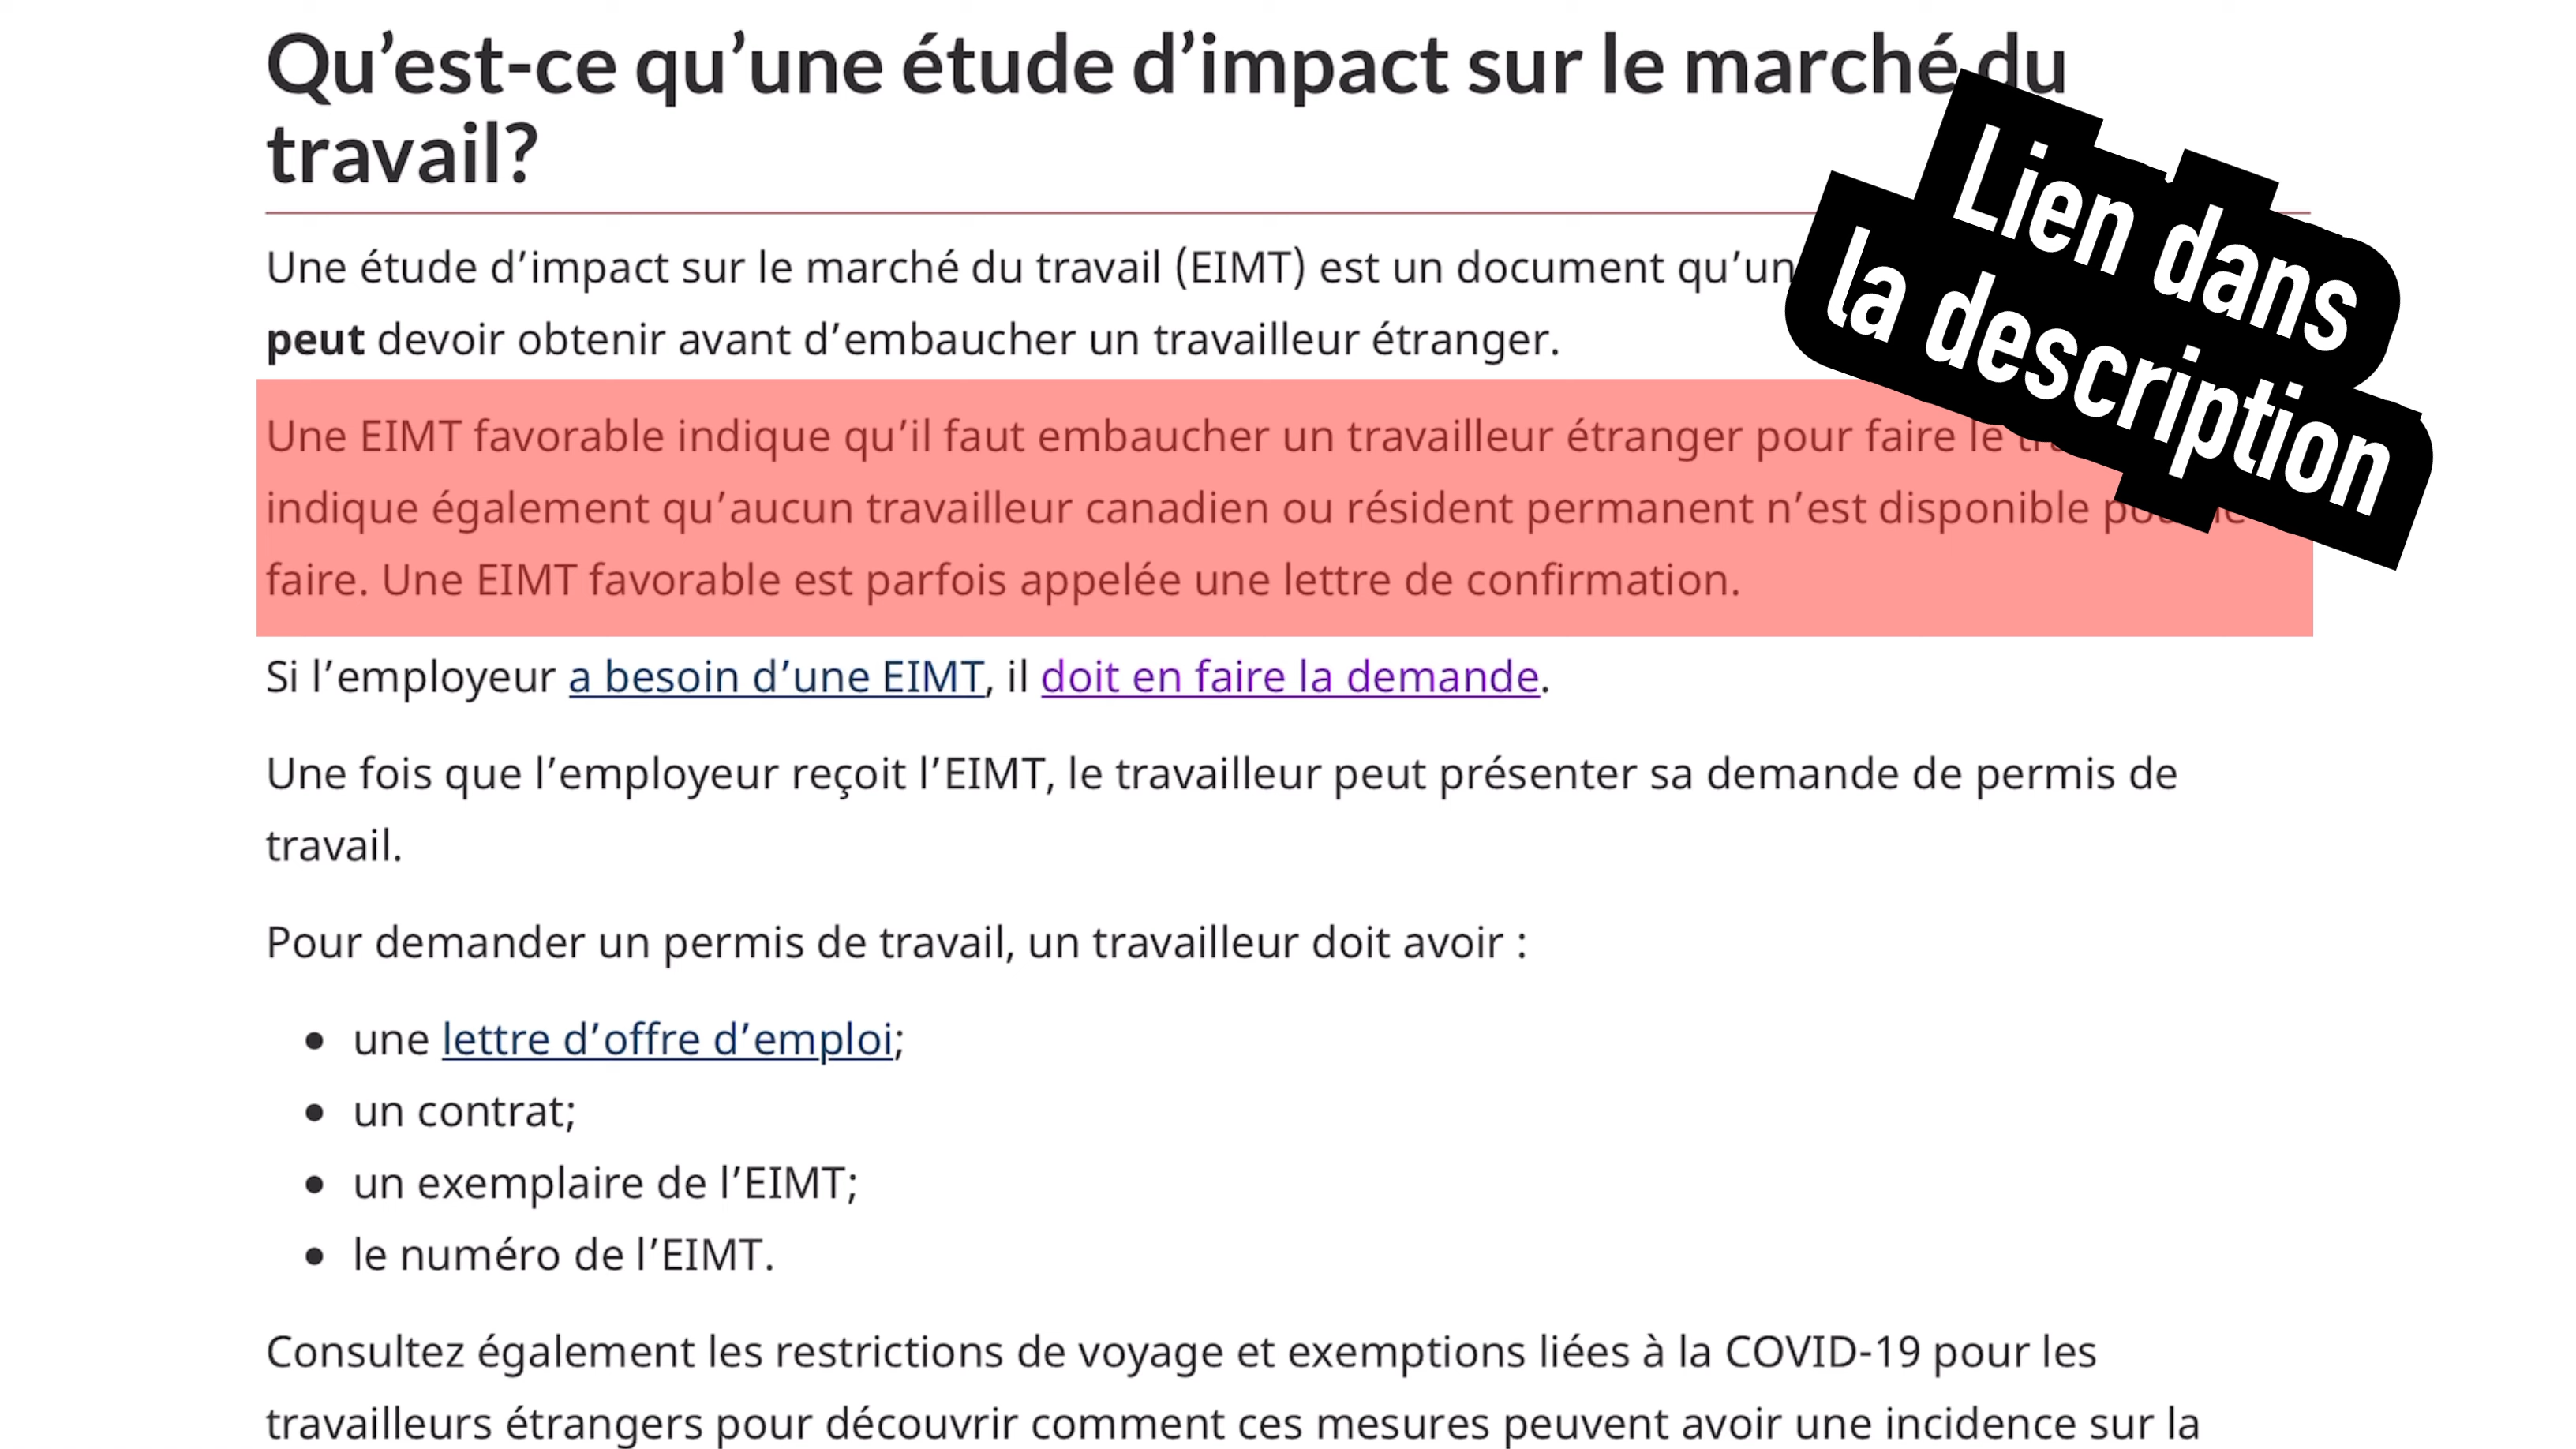 Qu’est-ce qu’une étude d’impact sur le marché du
travail?
Une étude d’impact sur le marché du travail (EIMT) est un document qu’un
peut devoir obtenir avant d’embaucher un travailleur étranger.
Une EIMT favorable indique qu’il faut embaucher un travailleur étranger pour faire le
indique également qu’aucun travailleur canadien ou résident permanent n’est disponible
faire. Une EIMT favorable est parfois appelée une lettre de confirmation.
Si l’employeur a besoin d’une EIMT, il doit en faire la demande.
Une fois que l’employeur reçoit l’EIMT, le travailleur peut présenter sa demande de permis de
travail.
Pour demander un permis de travail, un travailleur doit avoir :
• une lettre d’offre d’emploi;
• un contrat;
• un exemplaire de l’EIMT;
• le numéro de l’EIMT.
Consultez également les restrictions de voyage et exemptions liées à la COVID-19 pour les
travailleurs étrangers pour découvrir comment ces mesures peuvent avoir une incidence sur la
Lien dans
la description